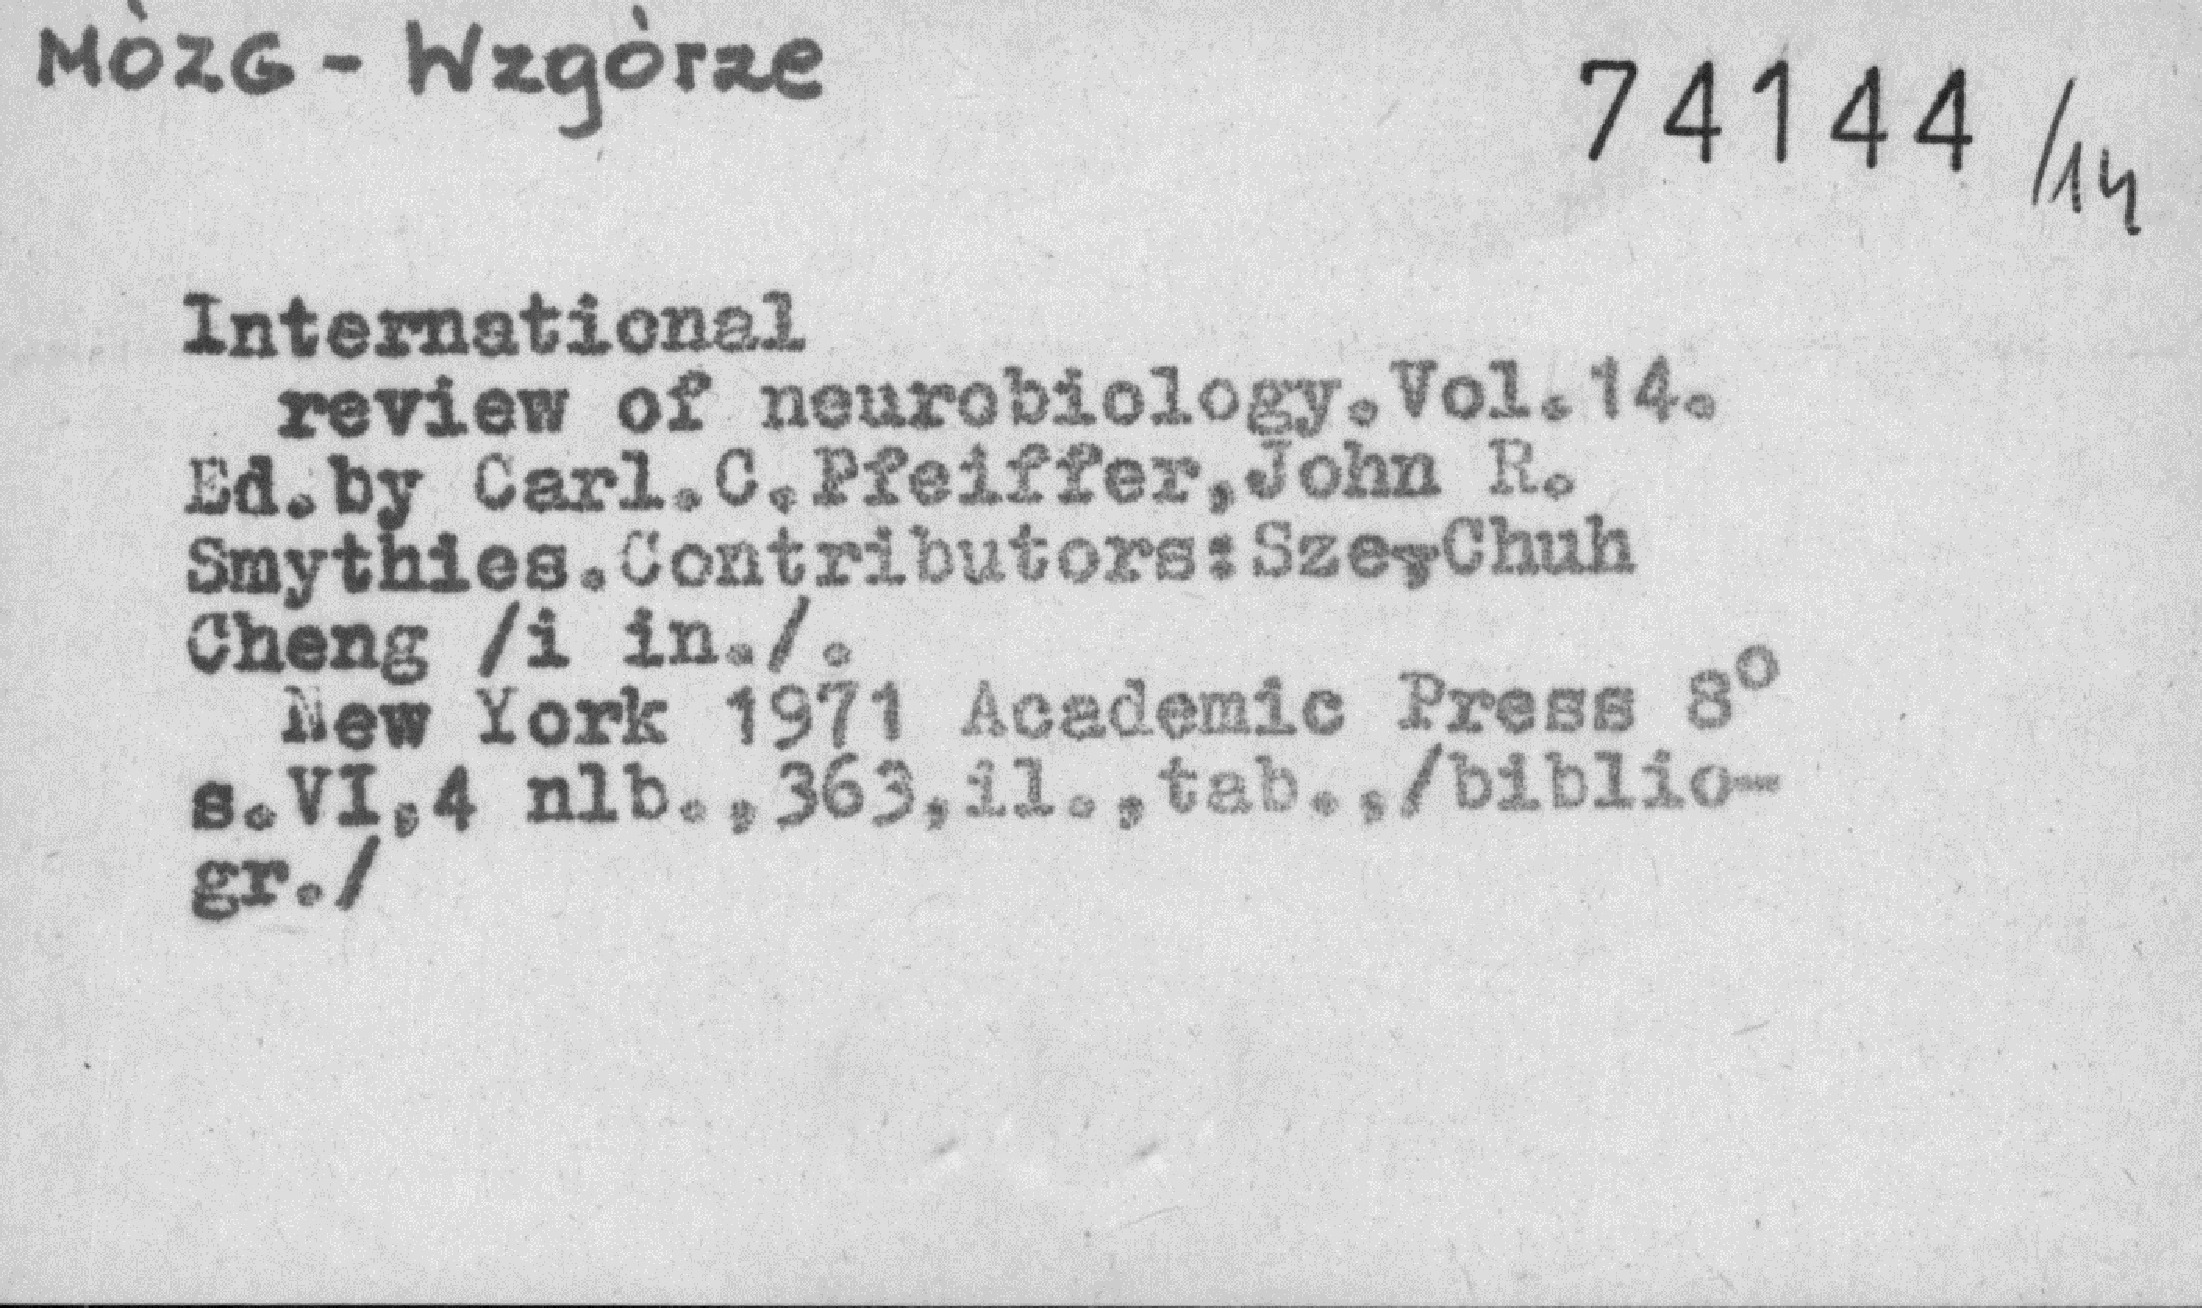 MÓZG - Wzgórze
74144/14
International
review of neurobiology.Vol.14.
Ed.by Carl.C.Pfeiffer,John R.
Smythies.Contributors:Sze-Chuh
Cheng /i in./.
New York 1971 Academic Press 8°
s.VI,4 nlb.,363,il.,tab.,/biblio-
gr./